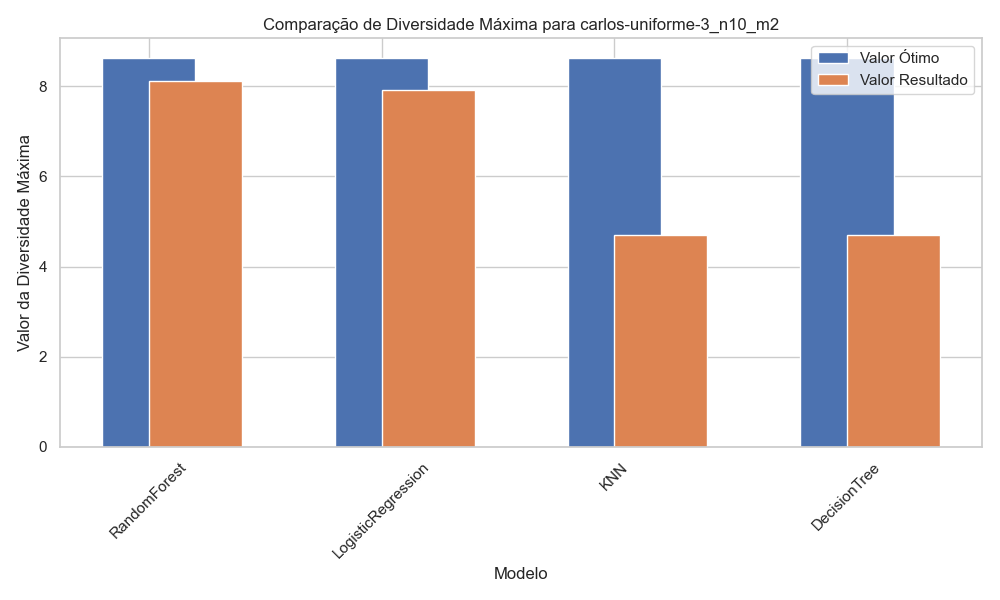 Comparação de Diversidade Máxima para carlos-uniforme-3_n10_m2
Valor Ótimo
Valor Resultado
Valor da Diversidade Máxima
8
6
4
2
0
RandomForest
LogisticRegression
KNN
DecisionTree
Modelo